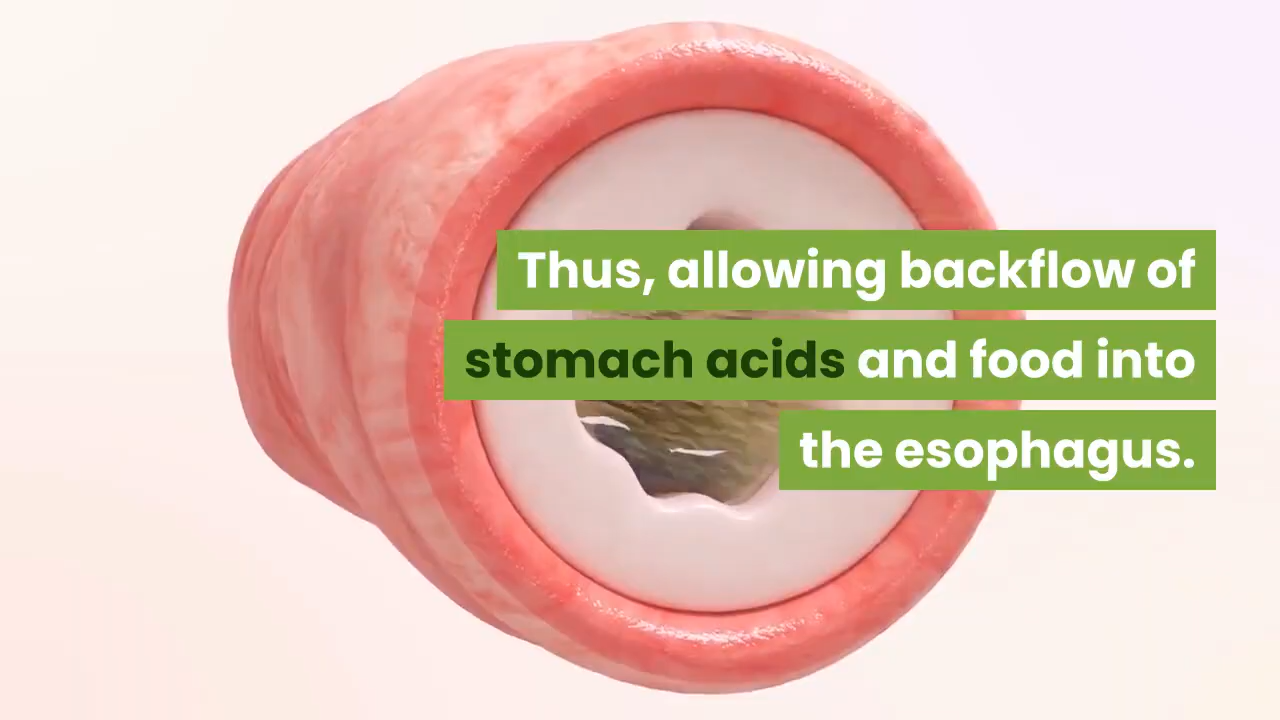 Thus, allowing backflow of
stomach acids and food into
the esophagus.